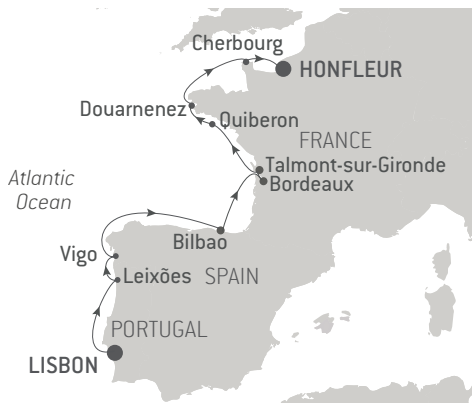 Cherbourg
HONFLEUR
Douarnenez
Quiberon
FRANCE
Talmont-sur-Gironde
Bordeaux
Atlantic
Ocean
Bilbao
Vigo
Leixões
SPAIN
PORTUGAL
LISBON